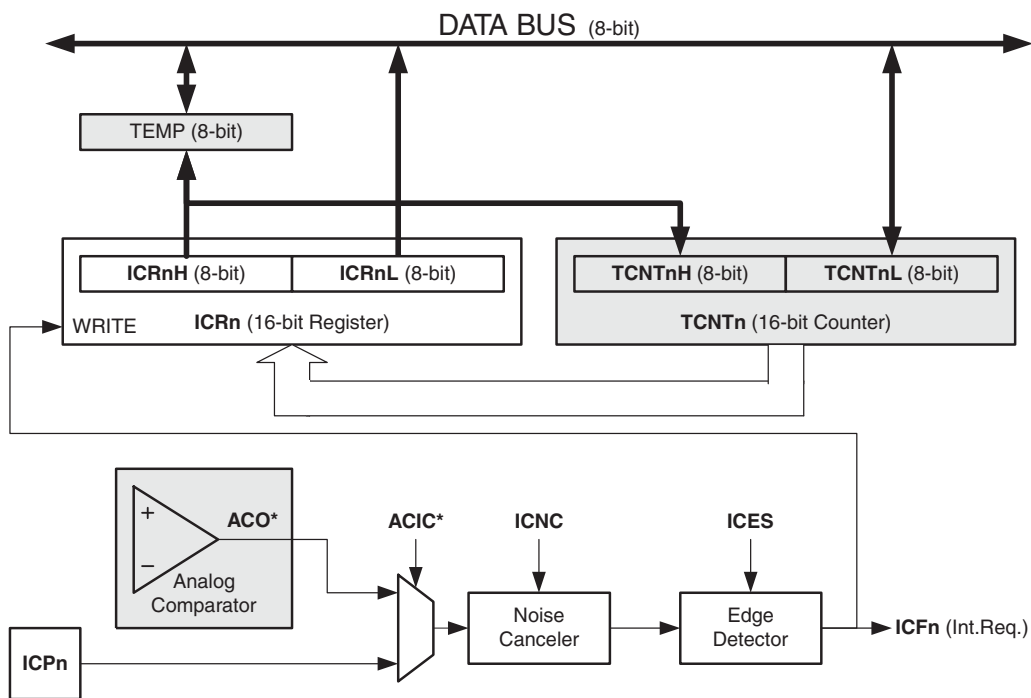 DATA BUS (8-bit)
TEMP (8-bit)
ICRnH (8-bit)
ICRnL (8-bit)
TCNTnH (8-bit)
TCNTnL (8-bit)
WRITE
ICRn (16-bit Register)
TCNTn (16-bit Counter)
+
−
ACO*
Analog
Comparator
ACIC*
ICNC
ICES
Noise
Canceler
Edge
Detector
ICFn (Int.Req.)
ICPn